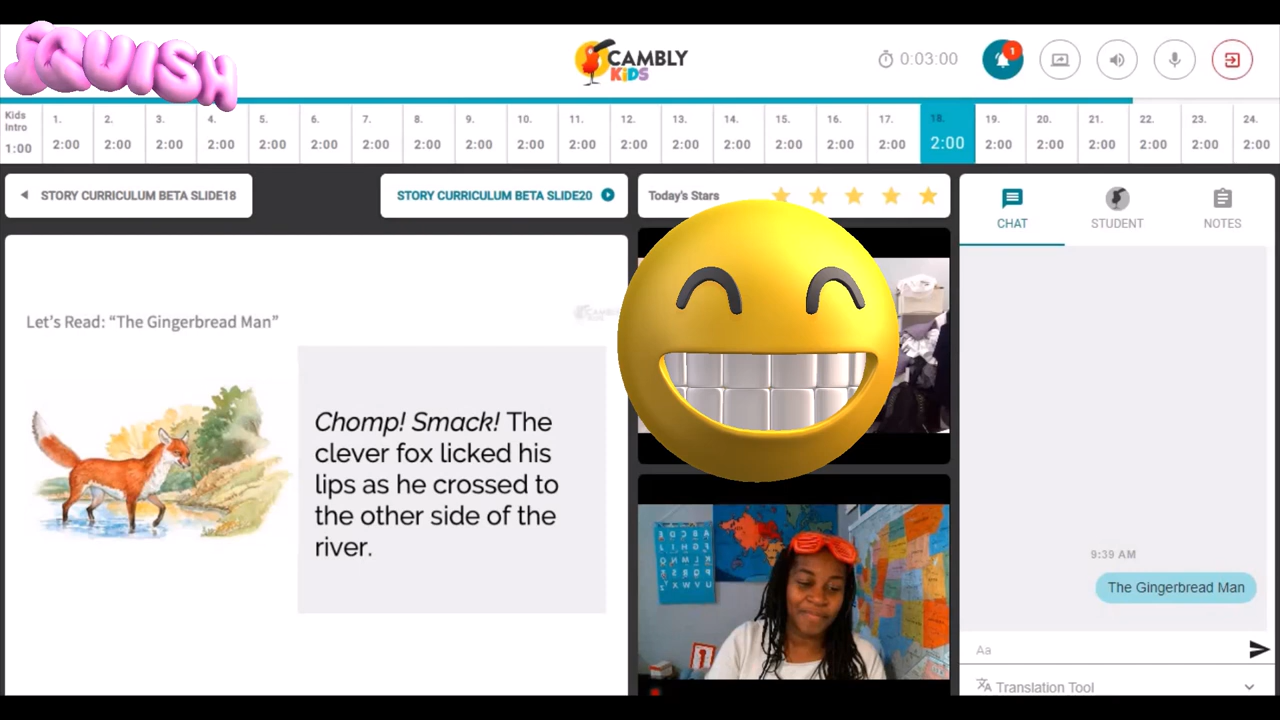 SQUISH
CAMBLY
KIDS
0:03:00
1
Kids
Intro
1:00
1.
2:00
2.
2:00
3.
2:00
4.
2:00
5.
2:00
6.
2:00
7.
2:00
8.
2:00
9.
2:00
10.
2:00
11.
2:00
12.
2:00
13.
2:00
14.
2:00
15.
2:00
16.
2:00
17.
2:00
18.
2:00
19.
2:00
20.
2:00
21.
2:00
22.
2:00
23.
2:00
24.
2:00
STORY CURRICULUM BETA SLIDE18
STORY CURRICULUM BETA SLIDE20
Today's Stars
CHAT
STUDENT
NOTES
Let's Read: “The Gingerbread Man”
CAMBLY
KIDS
Chomp! Smack! The
clever fox licked his
lips as he crossed to
the other side of the
river.
9:39 AM
The Gingerbread Man
Aa
Translation Tool